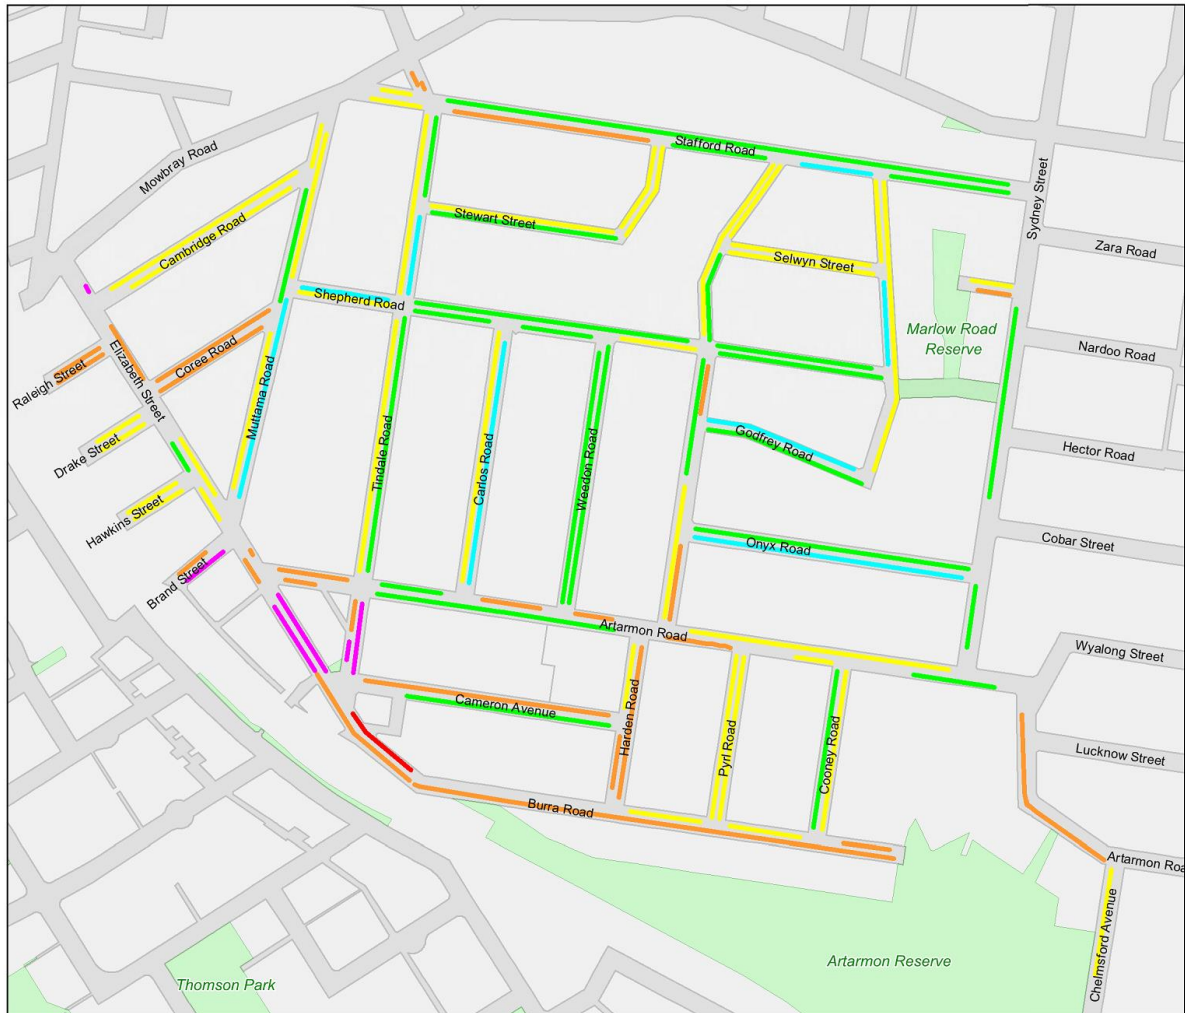 Stafford Road
Mowbray Road
Sydney Street
Stewart Street
Cambridge Road
Zara Road
Selwyn Street
Shepherd Road
Marlow Road
Reserve
Nardoo Road
Coree Road
Raleigh Street
Elizabeth Street
Muttama Road
Drake Street
Tindale Road
Carlos Road
Weedon Road
Godfrey Road
Hector Road
Hawkins Street
Onyx Road
Cobar Street
Brand Street
Artarmon Road
Wyalong Street
Cameron Avenue
Harden Road
Pyrl Road
Cooney Road
Lucknow Street
Burra Road
Artarmon Roa
Chelmsford Avenue
Artarmon Reserve
Thomson Park